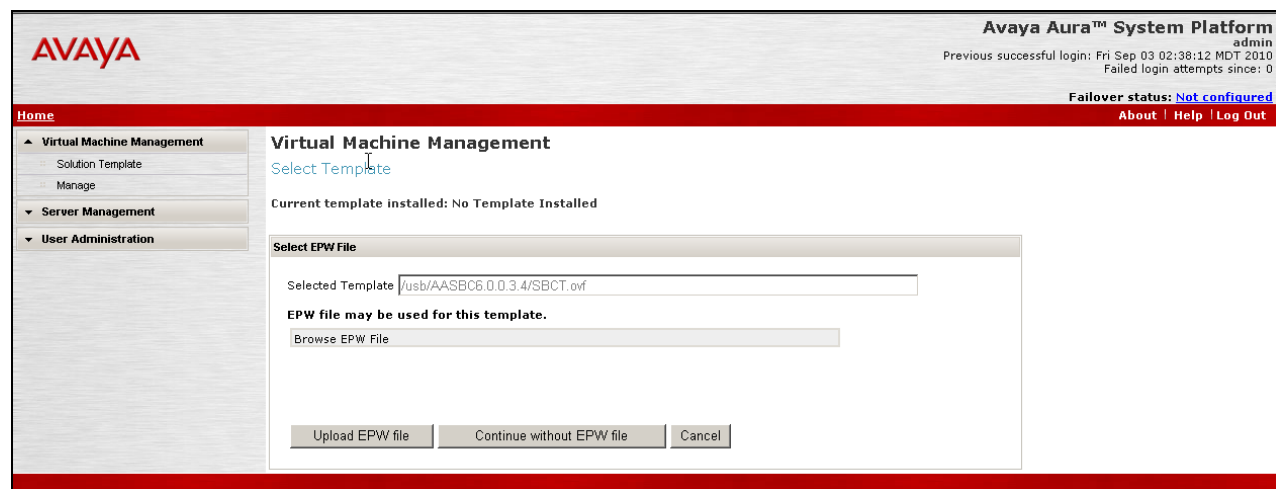 AVAYA
Avaya Aura™ System Platform
admin
Previous successful login: Fri Sep 03 02:38:12 MDT 2010
Failed login attempts since: 0
Failover status: Not configured
Home
About | Help | Log Out
Virtual Machine Management
Solution Template
Manage
Server Management
User Administration
Virtual Machine Management
Select Template
Current template installed: No Template Installed
Select EPW File
Selected Template /usb/AASBC6.0.0.3.4/SBCT.ovf
EPW file may be used for this template.
Browse EPW File
Upload EPW file Continue without EPW file Cancel